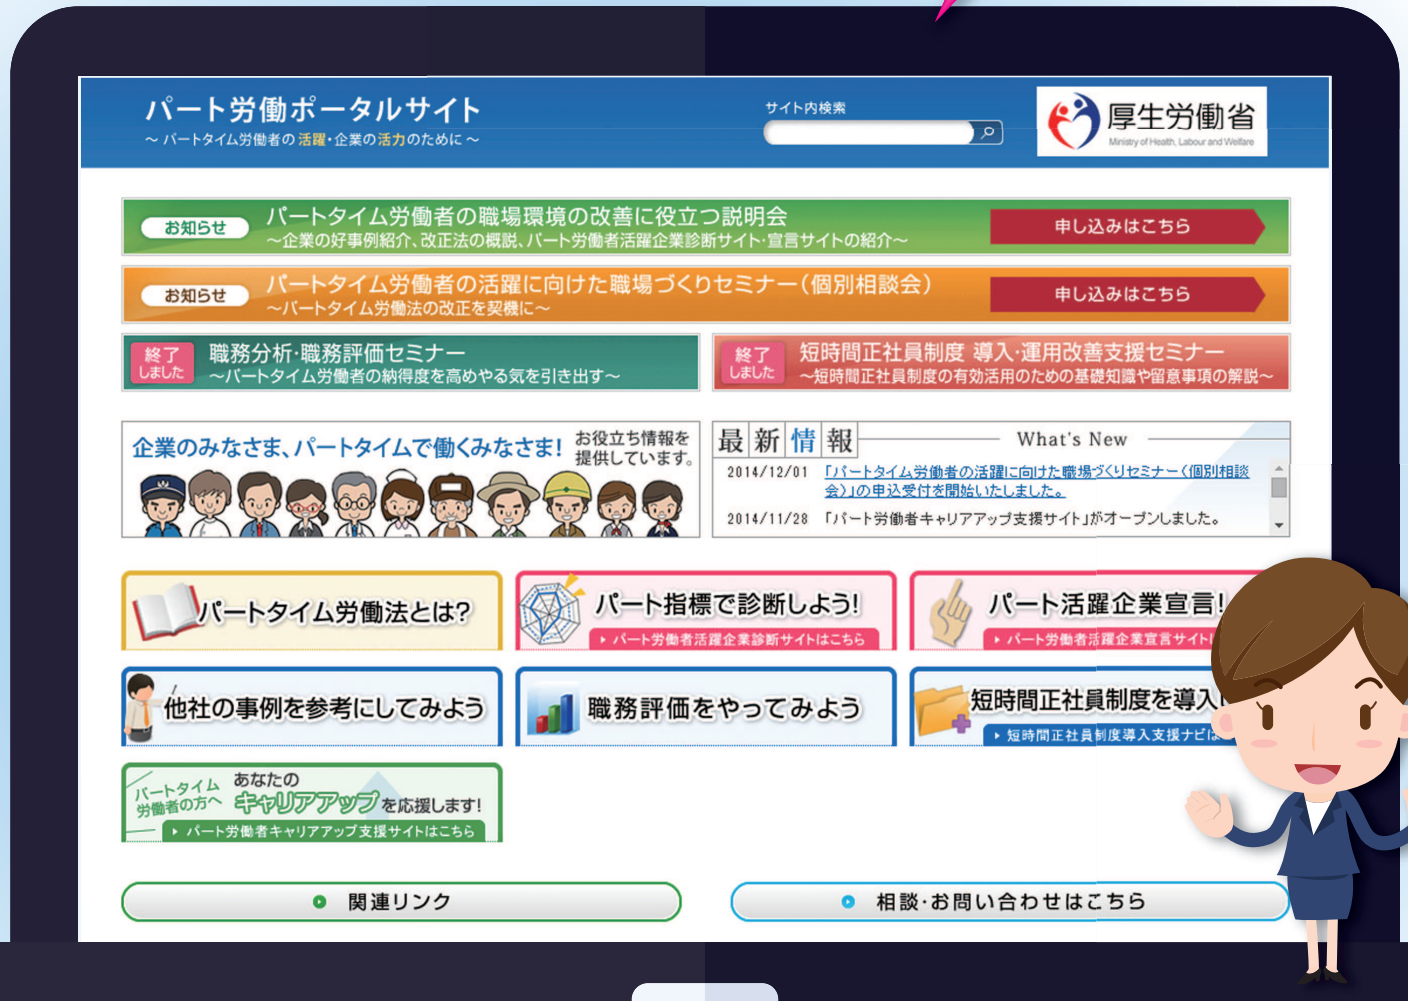 パート労働ポータルサイト
～ パートタイム労働者の活躍・企業の活力のために ～
サイト内検索
厚生労働省
Ministry of Health, Labour and Welfare
お知らせ
パートタイム労働者の職場環境の改善に役立つ説明会
～企業の好事例紹介、改正法の概説、パート労働者活躍企業診断サイト・宣言サイトの紹介～
申し込みはこちら
お知らせ
パートタイム労働者の活躍に向けた職場づくりセミナー（個別相談会）
～パートタイム労働法の改正を契機に～
申し込みはこちら
終了
しました
職務分析・職務評価セミナー
～パートタイム労働者の納得度を高めやる気を引き出す～
終了
しました
短時間正社員制度 導入・運用改善支援セミナー
～短時間正社員制度の有効活用のための基礎知識や留意事項の解説～
企業のみなさま、パートタイムで働くみなさま！
お役立ち情報を
提供しています。
最新情報
What's New
2014/12/01 「パートタイム労働者の活躍に向けた職場づくりセミナー（個別相談
会）」の申込受付を開始いたしました。
2014/11/28 「パート労働者キャリアアップ支援サイト」がオープンしました。
パートタイム労働法とは？
パート指標で診断しよう！
パート労働者活躍企業診断サイトはこちら
パート活躍企業宣言！
パート労働者活躍企業宣言サイト
他社の事例を参考にしてみよう
職務評価をやってみよう
短時間正社員制度を導入
短時間正社員制度導入支援ナビは
パートタイム
労働者の方へ
あなたの
キャリアアップを応援します！
パート労働者キャリアアップ支援サイトはこちら
関連リンク
相談・お問い合わせはこちら